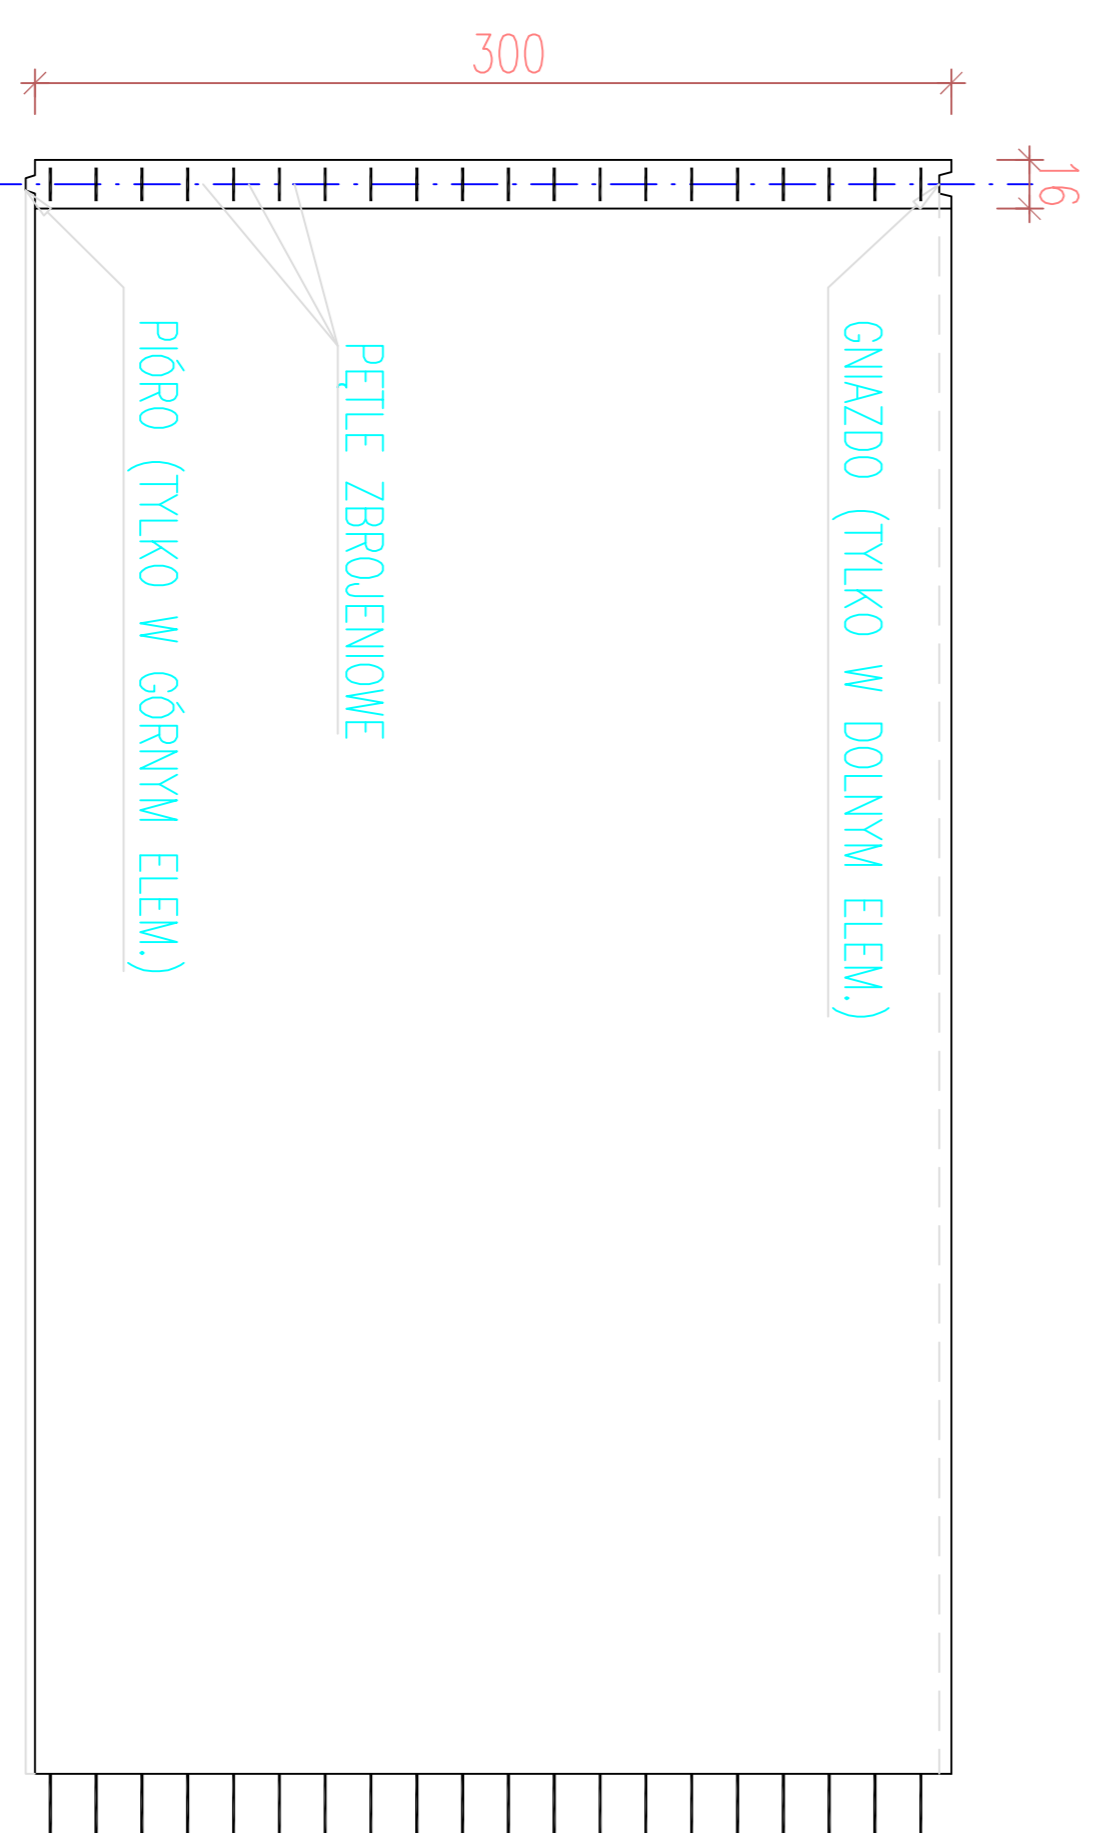 300
16
GNIAZDO (TYLKO W DOLNYM ELEM.)
PĘTLE ZBROJENIOWE
PIÓRO (TYLKO W GÓRNYM ELEM.)